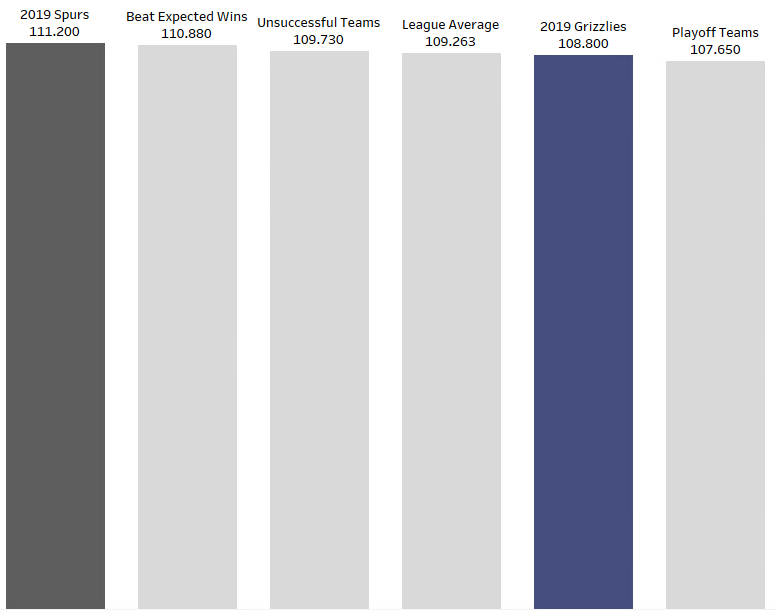 2019 Spurs
111.200
Beat Expected Wins
110.880
Unsuccessful Teams
109.730
League Average
109.263
2019 Grizzlies
108.800
Playoff Teams
107.650